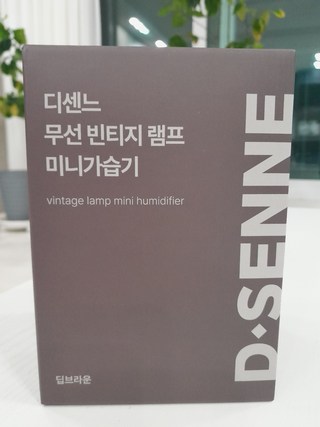 디센느
무선 빈티지 램프
미니가습기
vintage lamp mini humidifier
D·SENNE
딥브라운